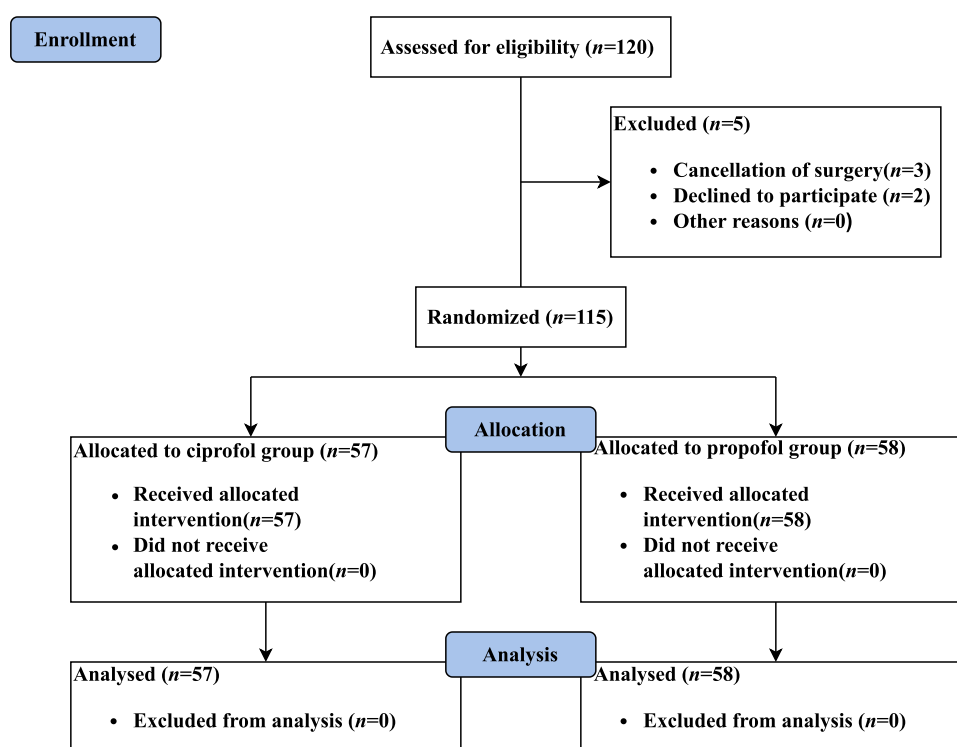 Enrollment
Assessed for eligibility (n=120)
Excluded (n=5)
• Cancellation of surgery(n=3)
• Declined to participate (n=2)
• Other reasons (n=0)
Randomized (n=115)
Allocation
Allocated to ciprofol group (n=57)
• Received allocated
intervention(n=57)
• Did not receive
allocated intervention(n=0)
Allocated to propofol group (n=58)
• Received allocated
intervention(n=58)
• Did not receive
allocated intervention(n=0)
Analysis
Analysed (n=57)
• Excluded from analysis (n=0)
Analysed (n=58)
• Excluded from analysis (n=0)